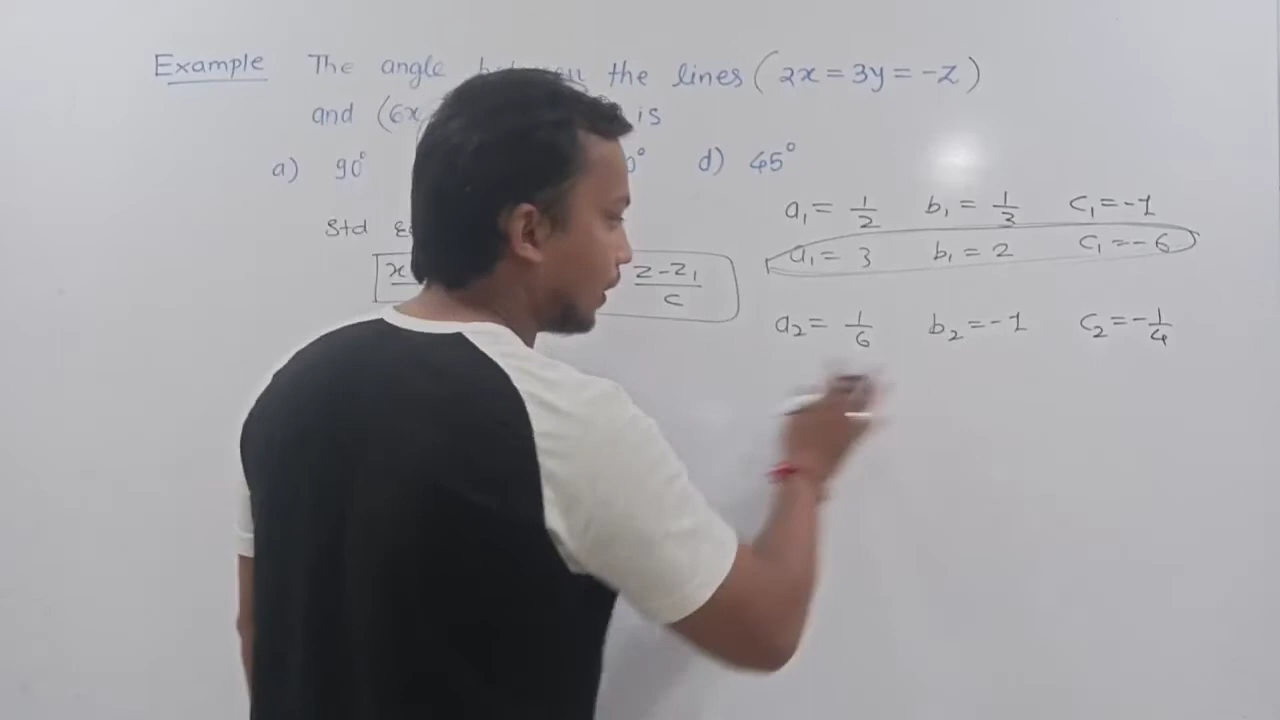 Example The angle the lines (2x = 3y = -z)
and (6x is
a) 90° d) 45°
Std
z-z₁
c
a₁ = 1/2 b₁ = 1/3 c₁ = -1
a₁ = 3 b₁ = 2 c₁ = -6
a₂ = 1/6 b₂ = -1 c₂ = -1/4